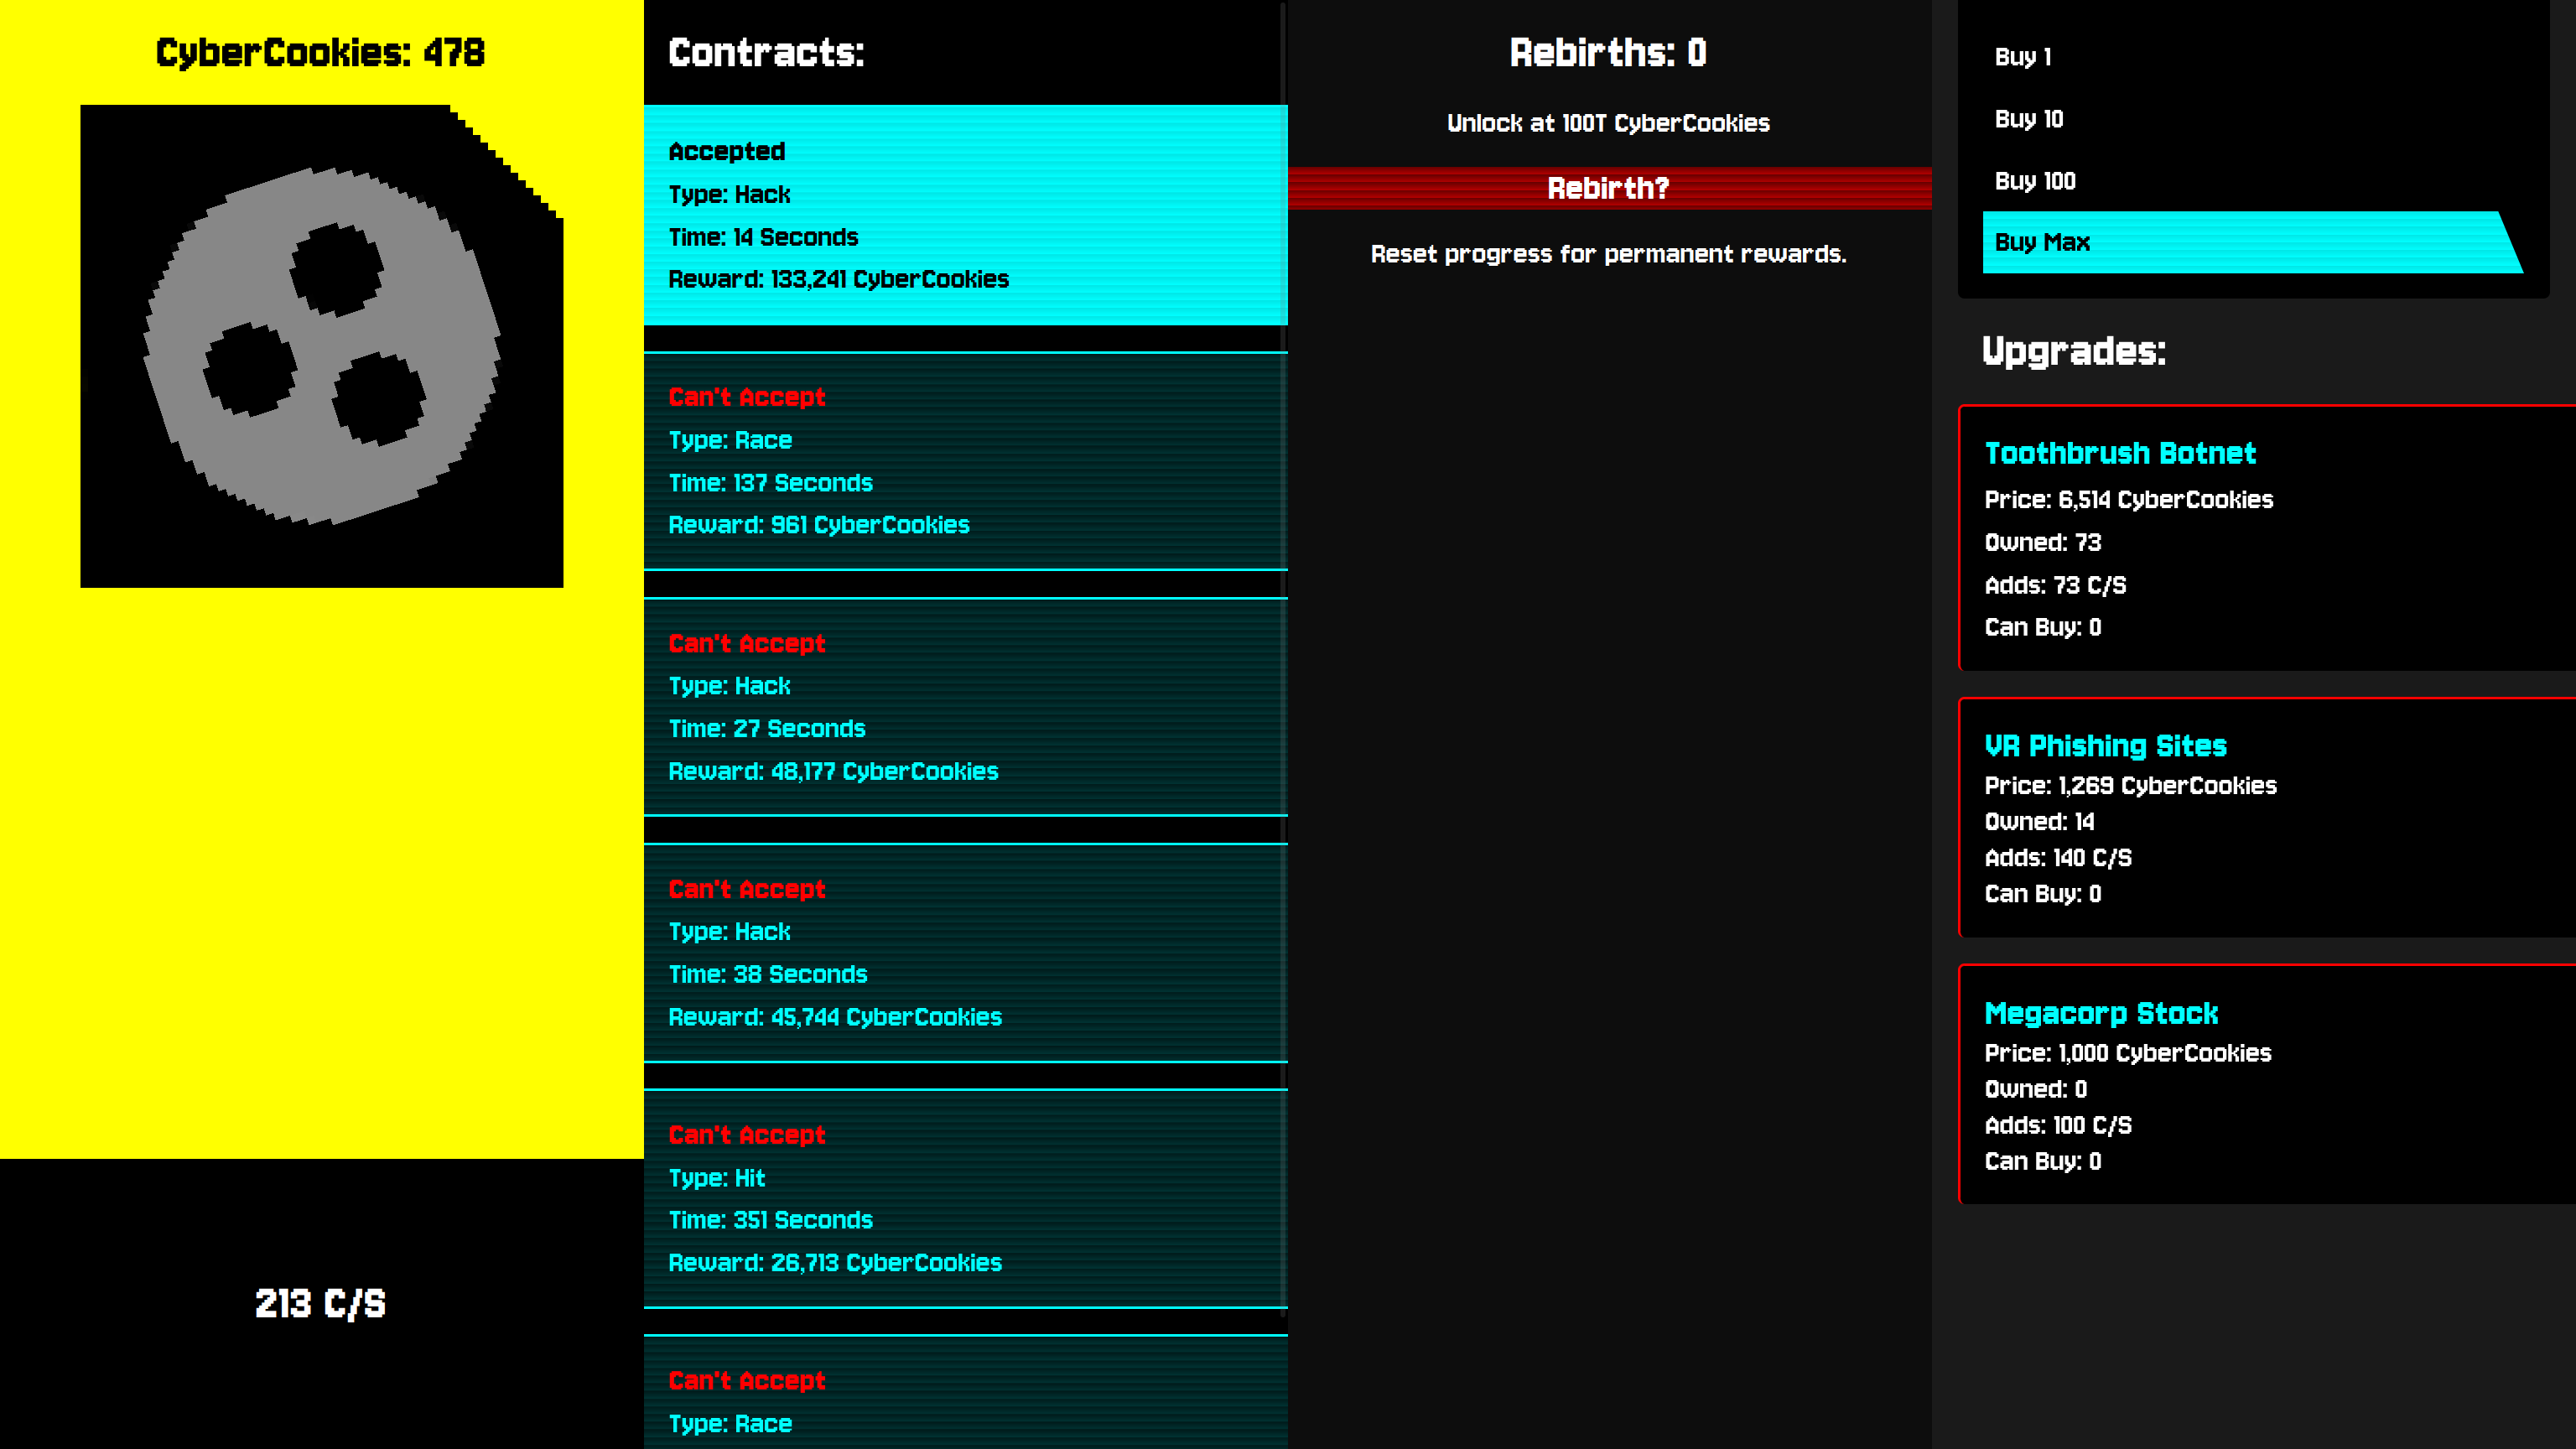 CyberCookies: 478
213 C/S
Contracts:
Accepted
Type: Hack
Time: 14 Seconds
Reward: 133,241 CyberCookies
Can't Accept
Type: Race
Time: 137 Seconds
Reward: 961 CyberCookies
Can't Accept
Type: Hack
Time: 27 Seconds
Reward: 48,177 CyberCookies
Can't Accept
Type: Hack
Time: 38 Seconds
Reward: 45,744 CyberCookies
Can't Accept
Type: Hit
Time: 351 Seconds
Reward: 26,713 CyberCookies
Can't Accept
Type: Race
Rebirths: 0
Unlock at 100T CyberCookies
Rebirth?
Reset progress for permanent rewards.
Buy 1
Buy 10
Buy 100
Buy Max
Upgrades:
Toothbrush Botnet
Price: 6,514 CyberCookies
Owned: 73
Adds: 73 C/S
Can Buy: 0
VR Phishing Sites
Price: 1,269 CyberCookies
Owned: 14
Adds: 140 C/S
Can Buy: 0
Megacorp Stock
Price: 1,000 CyberCookies
Owned: 0
Adds: 100 C/S
Can Buy: 0